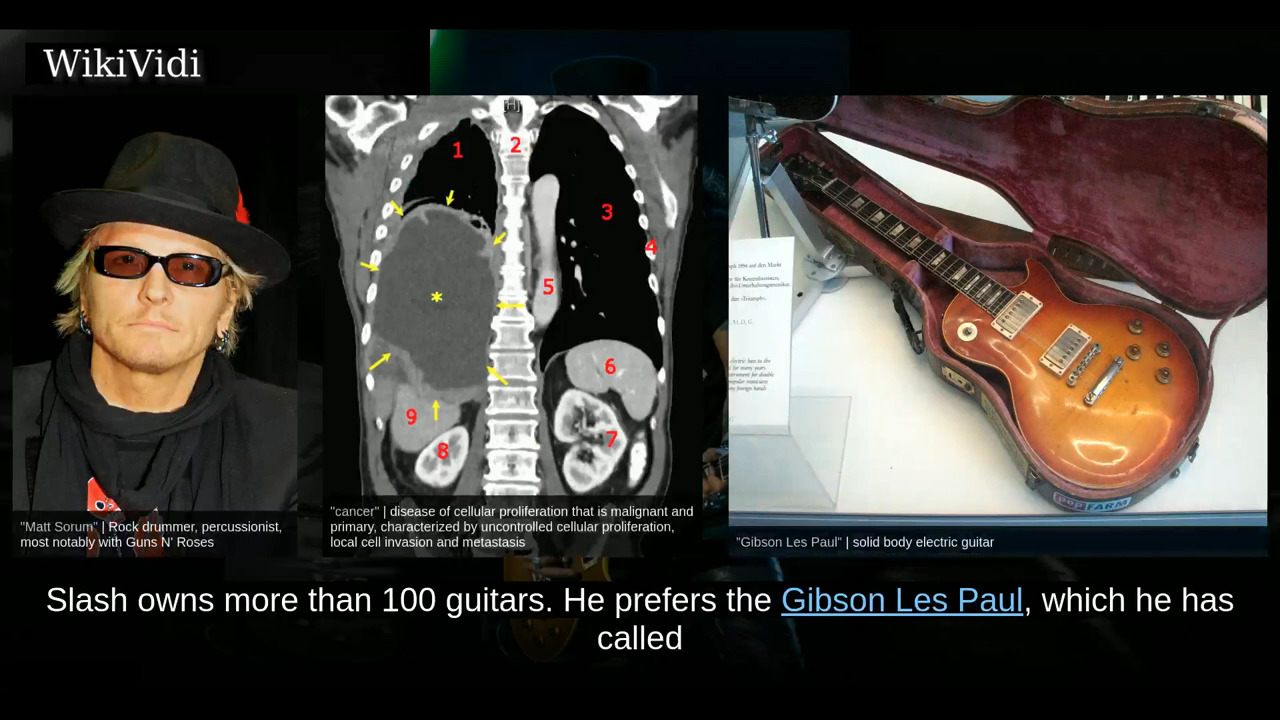 WikiVidi
[H]
1
2
3
4
5
6
7
8
9
*
"Matt Sorum" | Rock drummer, percussionist,
most notably with Guns N' Roses
"cancer" | disease of cellular proliferation that is malignant and
primary, characterized by uncontrolled cellular proliferation,
local cell invasion and metastasis
popFARM
"Gibson Les Paul" | solid body electric guitar
Slash owns more than 100 guitars. He prefers the Gibson Les Paul, which he has
called